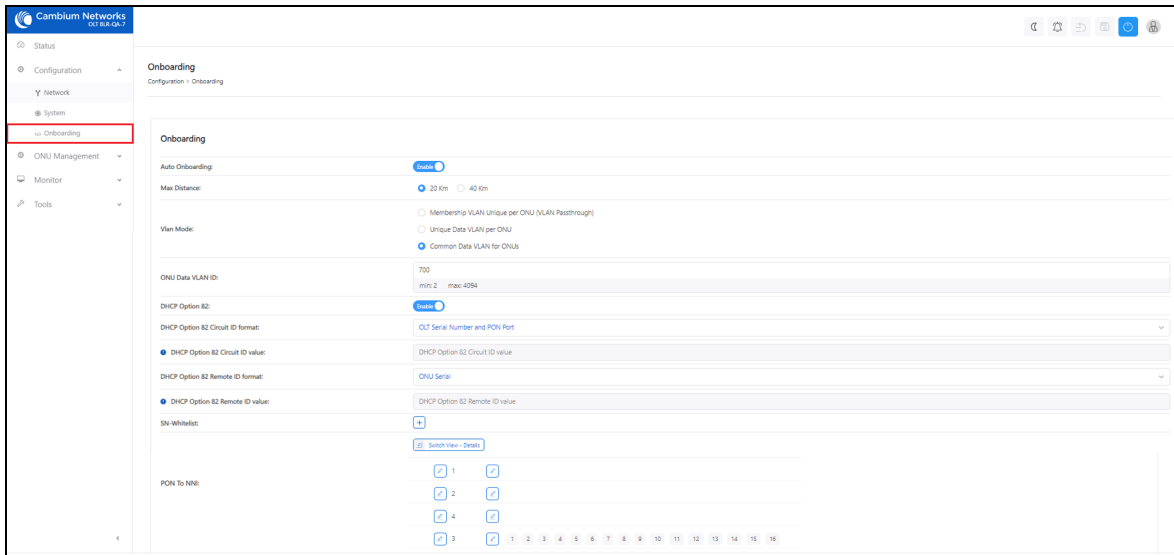 Cambium Networks
OLT BLR-QA-7
Status
Configuration
Network
System
Onboarding
ONU Management
Monitor
Tools
Onboarding
Configuration > Onboarding
Onboarding
Auto Onboarding: Enable
Max Distance: 20 Km 40 Km
Vlan Mode:
Membership VLAN Unique per ONU (VLAN Passthrough)
Unique Data VLAN per ONU
Common Data VLAN for ONUs
ONU Data VLAN ID:
700
min: 2 max: 4094
DHCP Option 82: Enable
DHCP Option 82 Circuit ID format: OLT Serial Number and PON Port
DHCP Option 82 Circuit ID value: DHCP Option 82 Circuit ID value
DHCP Option 82 Remote ID format: ONU Serial
DHCP Option 82 Remote ID value: DHCP Option 82 Remote ID value
SN-Whitelist: +
Switch View - Details
PON To NNI:
1
2
4
3 1 2 3 4 5 6 7 8 9 10 11 12 13 14 15 16